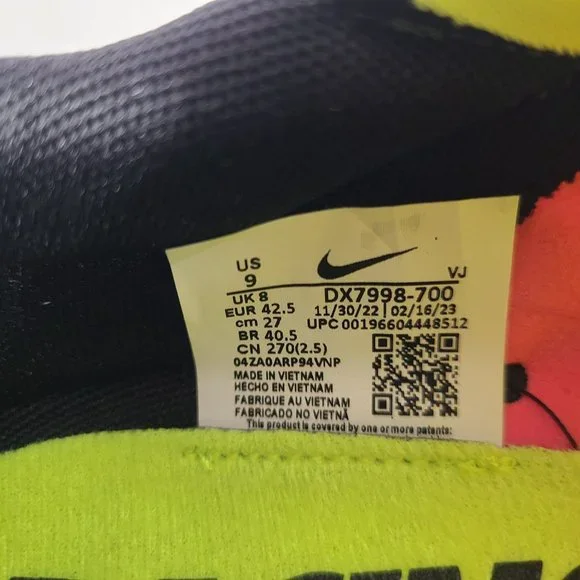 US
9
VJ
UK 8
DX7998-700
EUR 42.5
11/30/22 | 02/16/23
cm 27
UPC 00196604448512
BR 40.5
CN 270(2.5)
04ZA0ARP94VNP
MADE IN VIETNAM
HECHO EN VIETNAM
FABRIQUE AU VIETNAM
FABRICADO NO VIETNÃ
This product is covered by one or more patents: